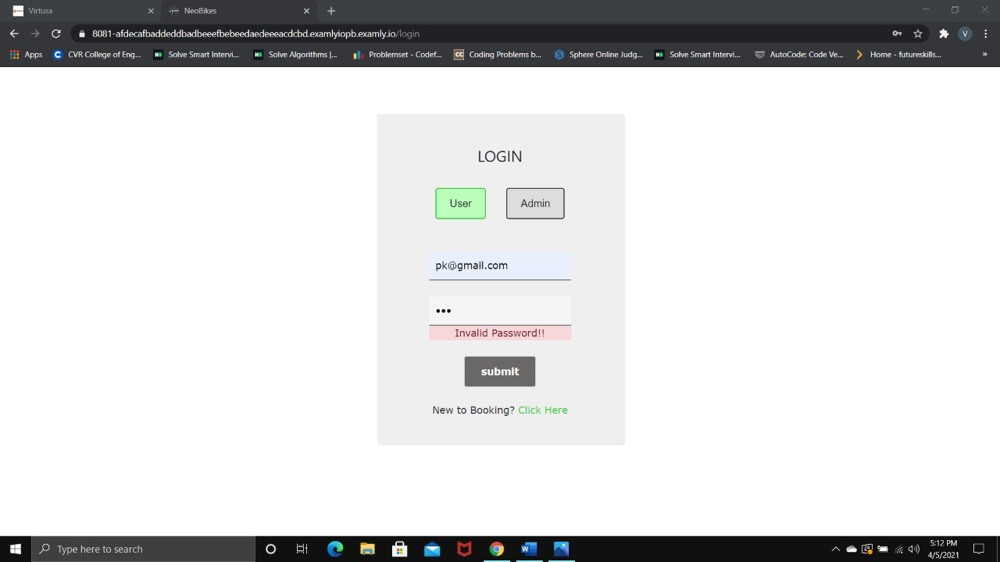 Virtusa
NeoBikes
8081-afdecafbaddeddbadbeeefbebeedaedeeeacdcbd.examlyiopb.examly.io/login
V
Apps
CVR College of Eng...
Solve Smart Intervi...
Solve Algorithms |...
Problemset - Codef...
Coding Problems b...
Sphere Online Judg...
Solve Smart Intervi...
AutoCode: Code Ve...
Home - futureskills...
»
LOGIN
User
Admin
pk@gmail.com
Invalid Password!!
submit
New to Booking? Click Here
Type here to search
5:12 PM
4/5/2021